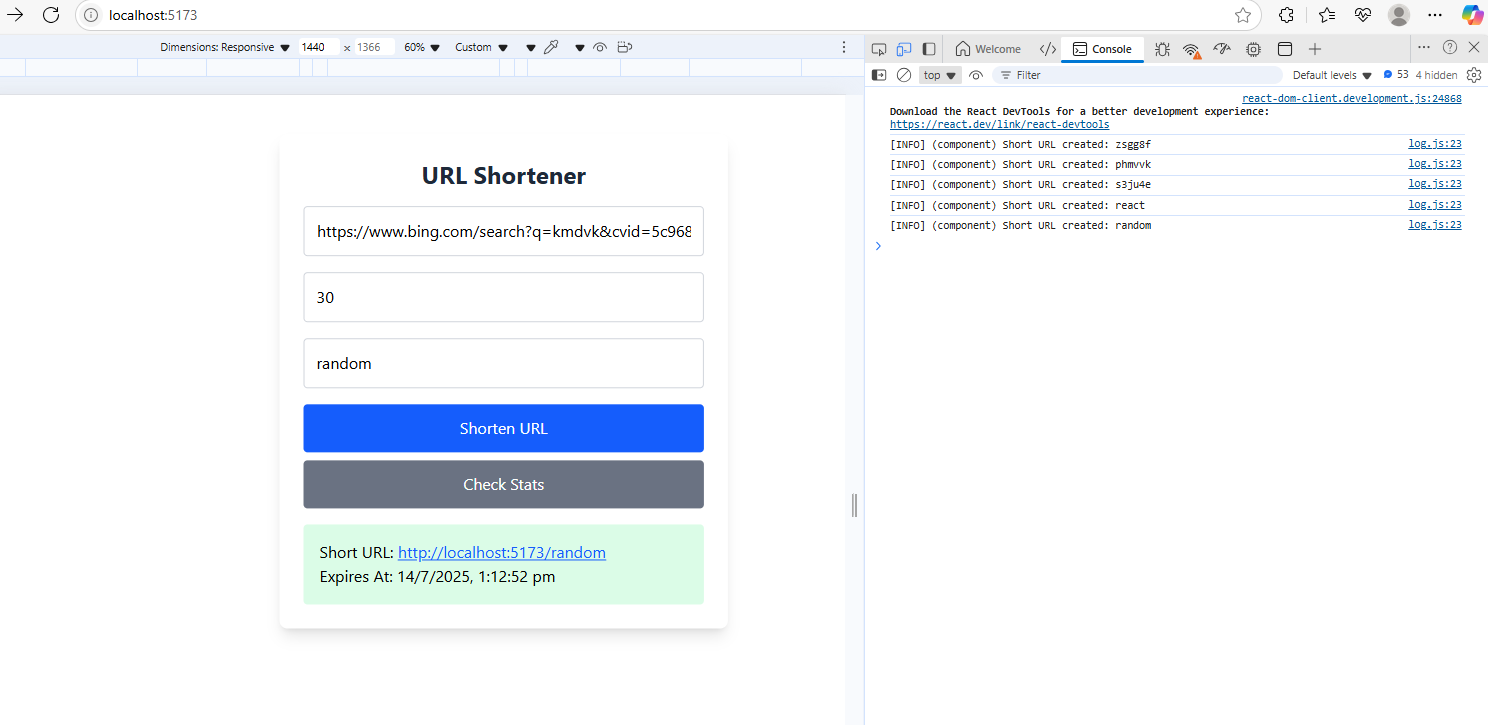 localhost:5173
Dimensions: Responsive 1440 × 1366 60% Custom
Welcome Console
top Filter Default levels 53 4 hidden
react-dom-client.development.js:24868
Download the React DevTools for a better development experience:
https://react.dev/link/react-devtools
[INFO] (component) Short URL created: zsgg8f log.js:23
[INFO] (component) Short URL created: phmvvk log.js:23
[INFO] (component) Short URL created: s3ju4e log.js:23
[INFO] (component) Short URL created: react log.js:23
[INFO] (component) Short URL created: random log.js:23
URL Shortener
https://www.bing.com/search?q=kmdvk&cvid=5c968
30
random
Shorten URL
Check Stats
Short URL: http://localhost:5173/random
Expires At: 14/7/2025, 1:12:52 pm